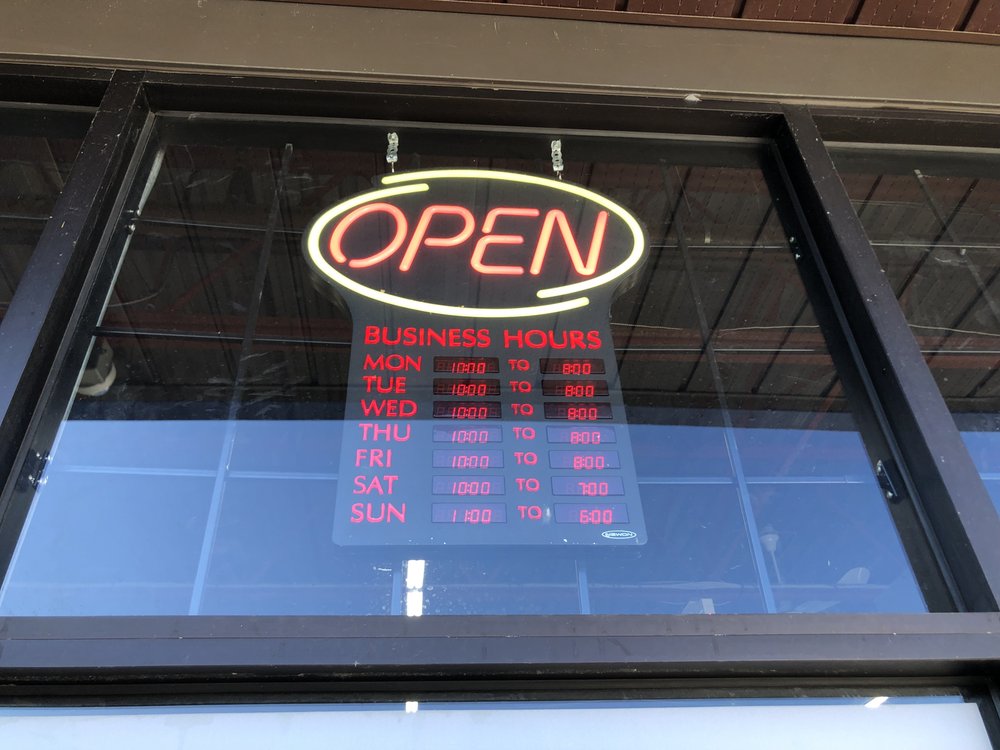 OPEN
BUSINESS HOURS
MON 10:00 TO 8:00
TUE 10:00 TO 8:00
WED 10:00 TO 8:00
THU 10:00 TO 8:00
FRI 10:00 TO 8:00
SAT 10:00 TO 7:00
SUN 11:00 TO 6:00